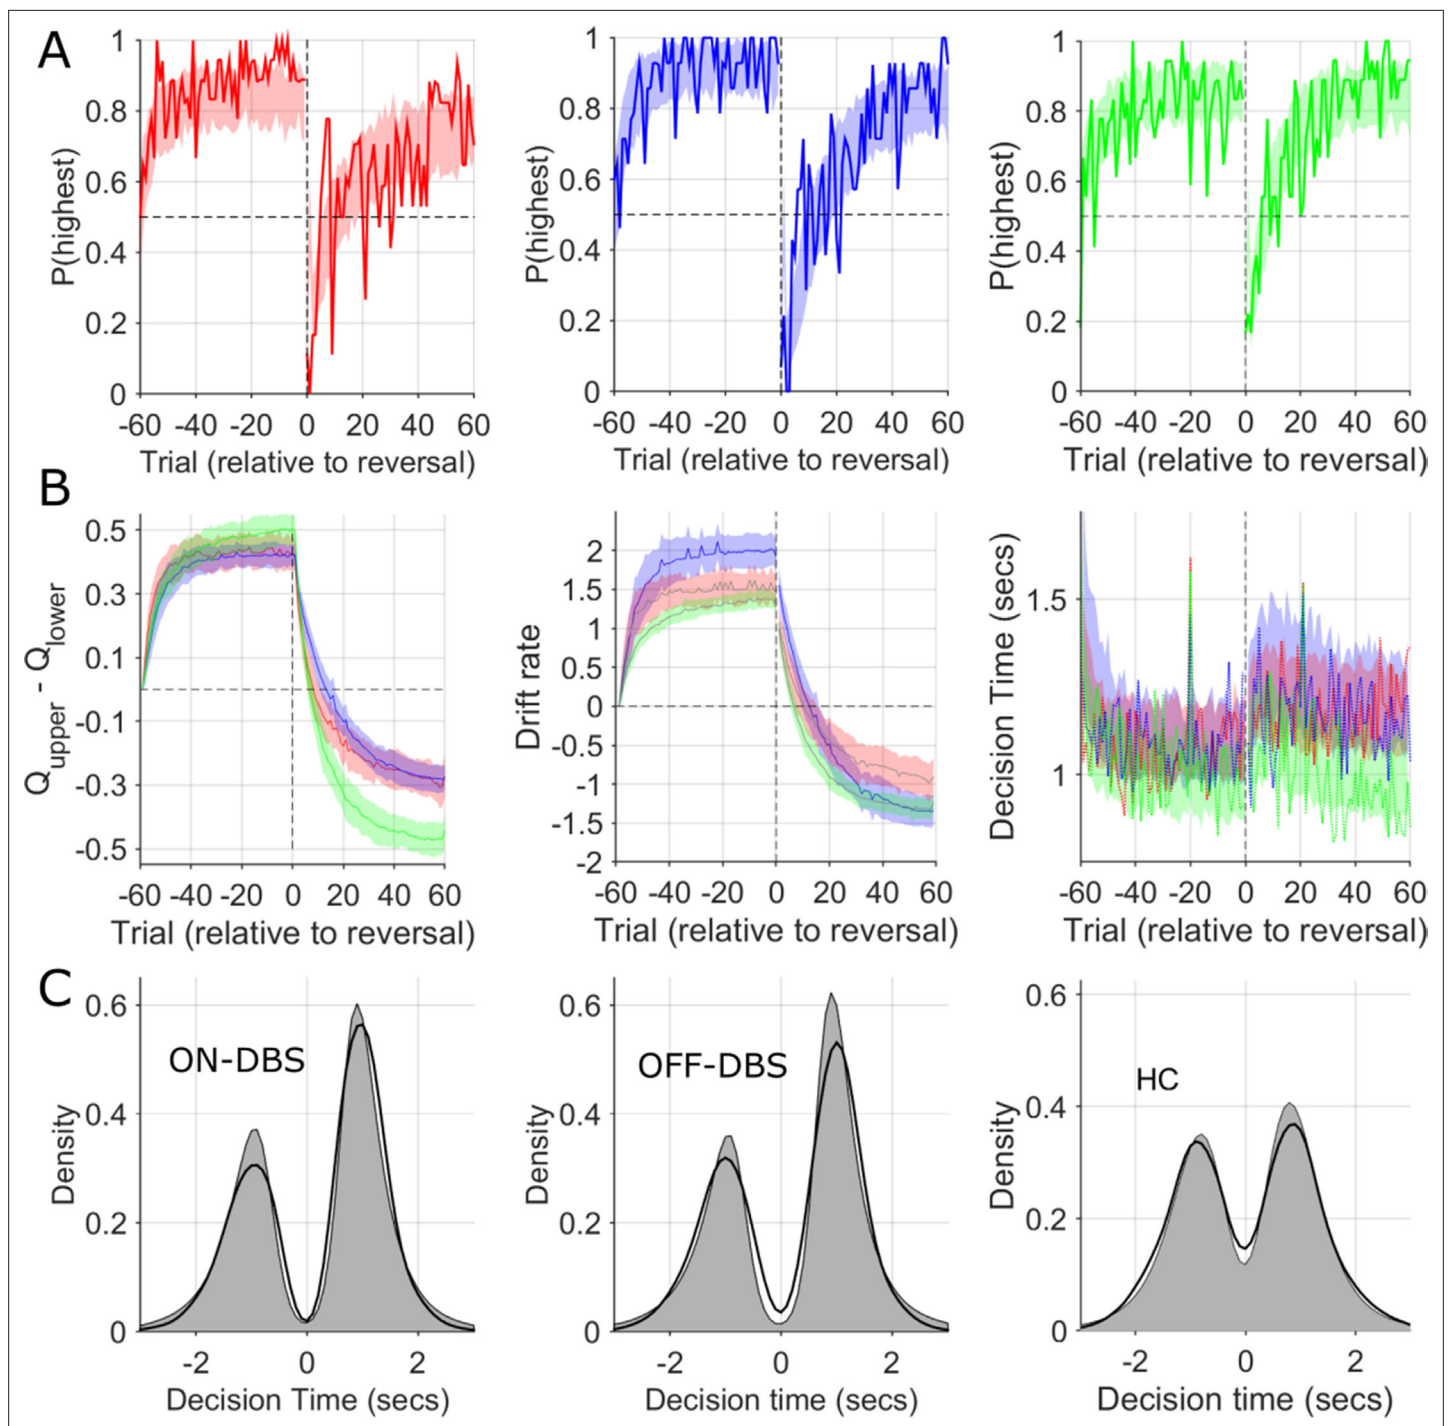 A
P(highest)
1
0.8
0.6
0.4
0.2
0
-60 -40 -20 0 20 40 60
Trial (relative to reversal)
P(highest)
1
0.8
0.6
0.4
0.2
0
-60 -40 -20 0 20 40 60
Trial (relative to reversal)
P(highest)
1
0.8
0.6
0.4
0.2
0
-60 -40 -20 0 20 40 60
Trial (relative to reversal)
B
Qupper - Qlower
0.5
0.3
0.1
-0.1
-0.3
-0.5
-60 -40 -20 0 20 40 60
Trial (relative to reversal)
Drift rate
2
1.5
1
0.5
0
-0.5
-1
-1.5
-2
-60 -40 -20 0 20 40 60
Trial (relative to reversal)
Decision Time (secs)
1.5
1
-60 -40 -20 0 20 40 60
Trial (relative to reversal)
C
Density
0.6
0.4
0.2
0
ON-DBS
-2 0 2
Decision Time (secs)
Density
0.6
0.4
0.2
0
OFF-DBS
-2 0 2
Decision time (secs)
Density
0.6
0.4
0.2
0
HC
-2 0 2
Decision time (secs)